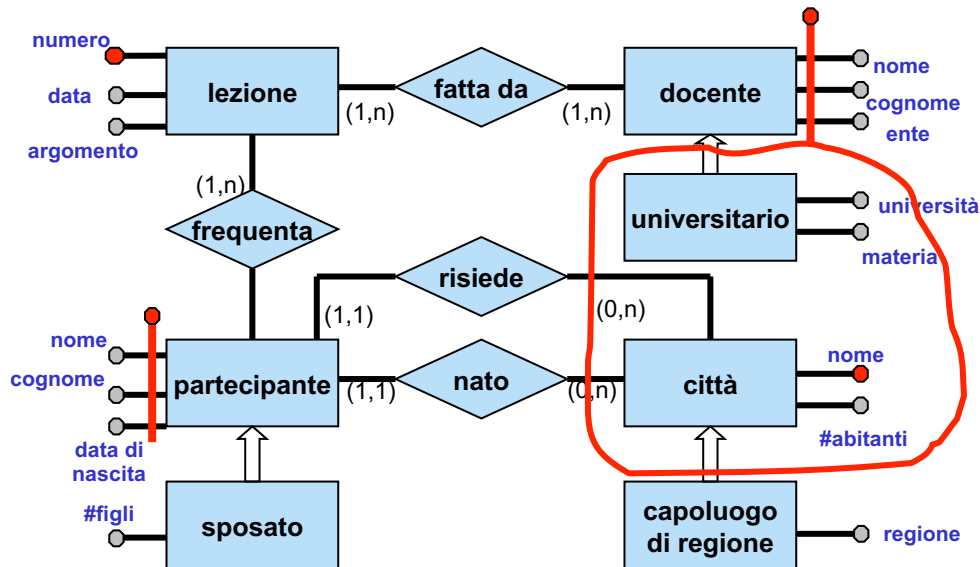 numero
data
argomento
lezione
(1,n)
fatta da
(1,n)
docente
nome
cognome
ente
(1,n)
frequenta
universitario
università
materia
risiede
(1,1)
(0,n)
nome
cognome
data di
nascita
partecipante
(1,1)
nato
(0,n)
città
nome
#abitanti
#figli
sposato
capoluogo
di regione
regione